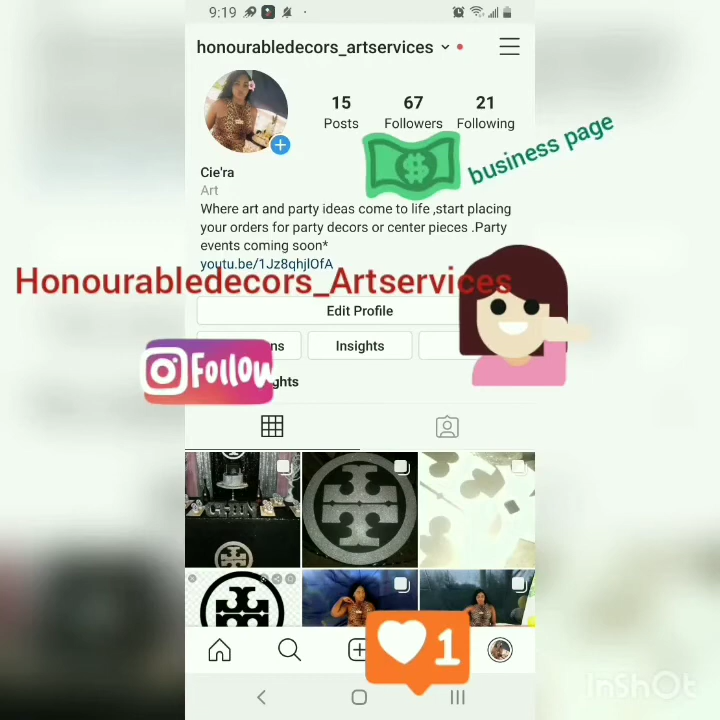 9:19
honourabledecors_artservices
15
67
21
Posts
Followers
Following
business page
Cie'ra
Art
Where art and party ideas come to life ,start placing
your orders for party decors or center pieces .Party
events coming soon*
youtu.be/1Jz8qhjlOfA
Honourabledecors_Artservices
Edit Profile
ns
Insights
Follow
ghts
1
InShOt